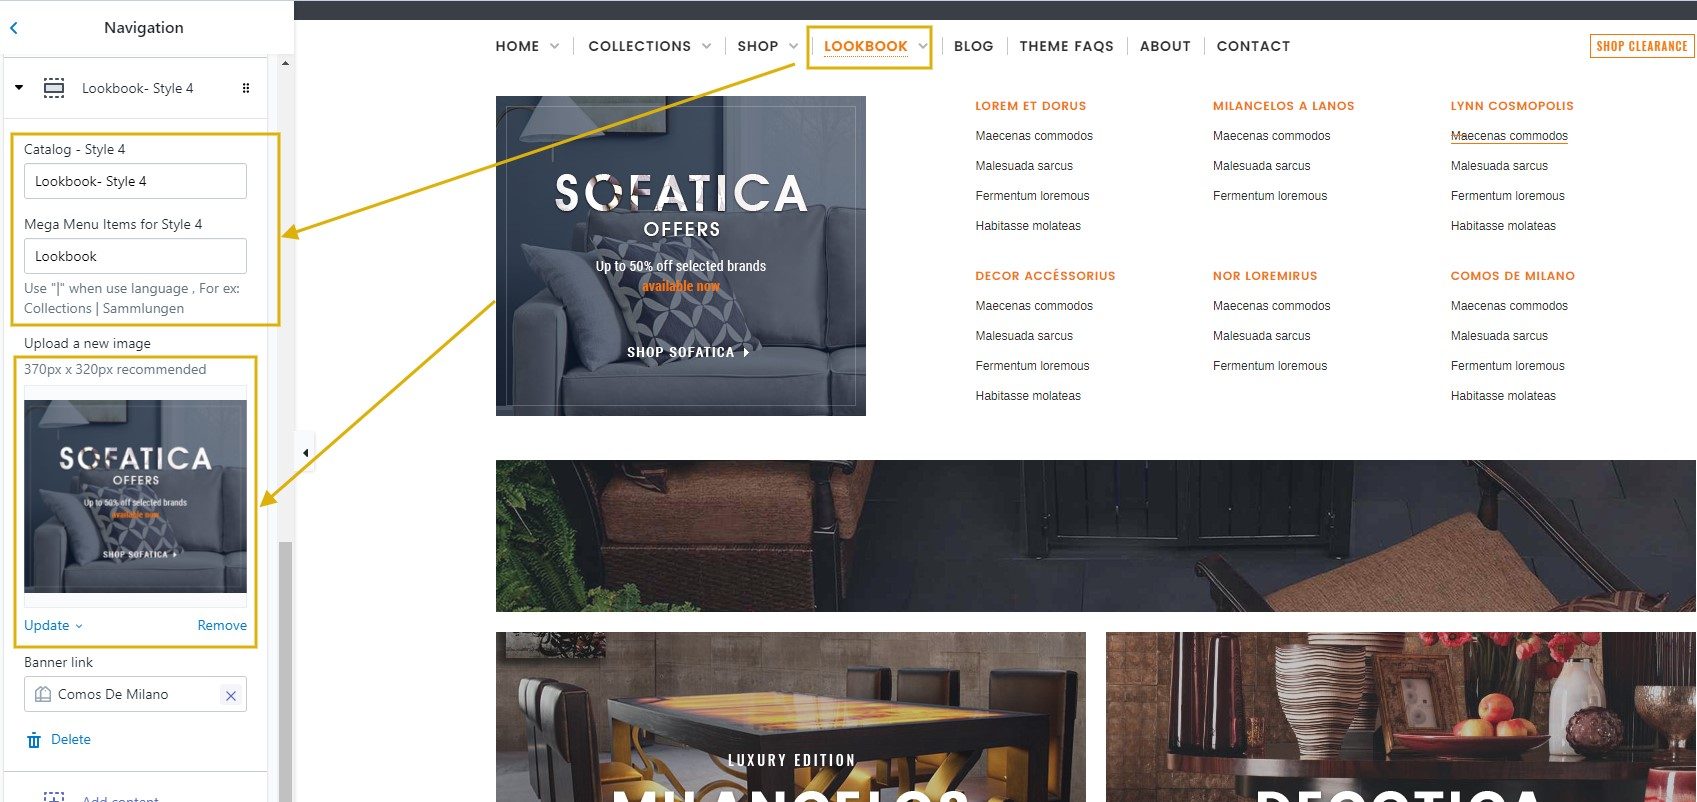 Navigation
HOME
COLLECTIONS
SHOP
LOOKBOOK
BLOG
THEME FAQS
ABOUT
CONTACT
SHOP CLEARANCE
Lookbook- Style 4
Catalog - Style 4
Lookbook- Style 4
Mega Menu Items for Style 4
Lookbook
Use "|" when use language , For ex:
Collections | Sammlungen
Upload a new image
370px x 320px recommended
SOFATICA
OFFERS
Up to 50% off selected brands
available now
SHOP SOFATICA
Update
Remove
Banner link
Comos De Milano
Delete
Add content
SOFATICA
OFFERS
Up to 50% off selected brands
available now
SHOP SOFATICA
LOREM ET DORUS
Maecenas commodos
Malesuada sarcus
Fermentum loremous
Habitasse molateas
MILANCELOS A LANOS
Maecenas commodos
Malesuada sarcus
Fermentum loremous
LYNN COSMOPOLIS
Maecenas commodos
Malesuada sarcus
Fermentum loremous
Habitasse molateas
DECOR ACCÉSSORIUS
Maecenas commodos
Malesuada sarcus
Fermentum loremous
Habitasse molateas
NOR LOREMIRUS
Maecenas commodos
Malesuada sarcus
Fermentum loremous
COMOS DE MILANO
Maecenas commodos
Malesuada sarcus
Fermentum loremous
Habitasse molateas
LUXURY EDITION
MILANCELOS